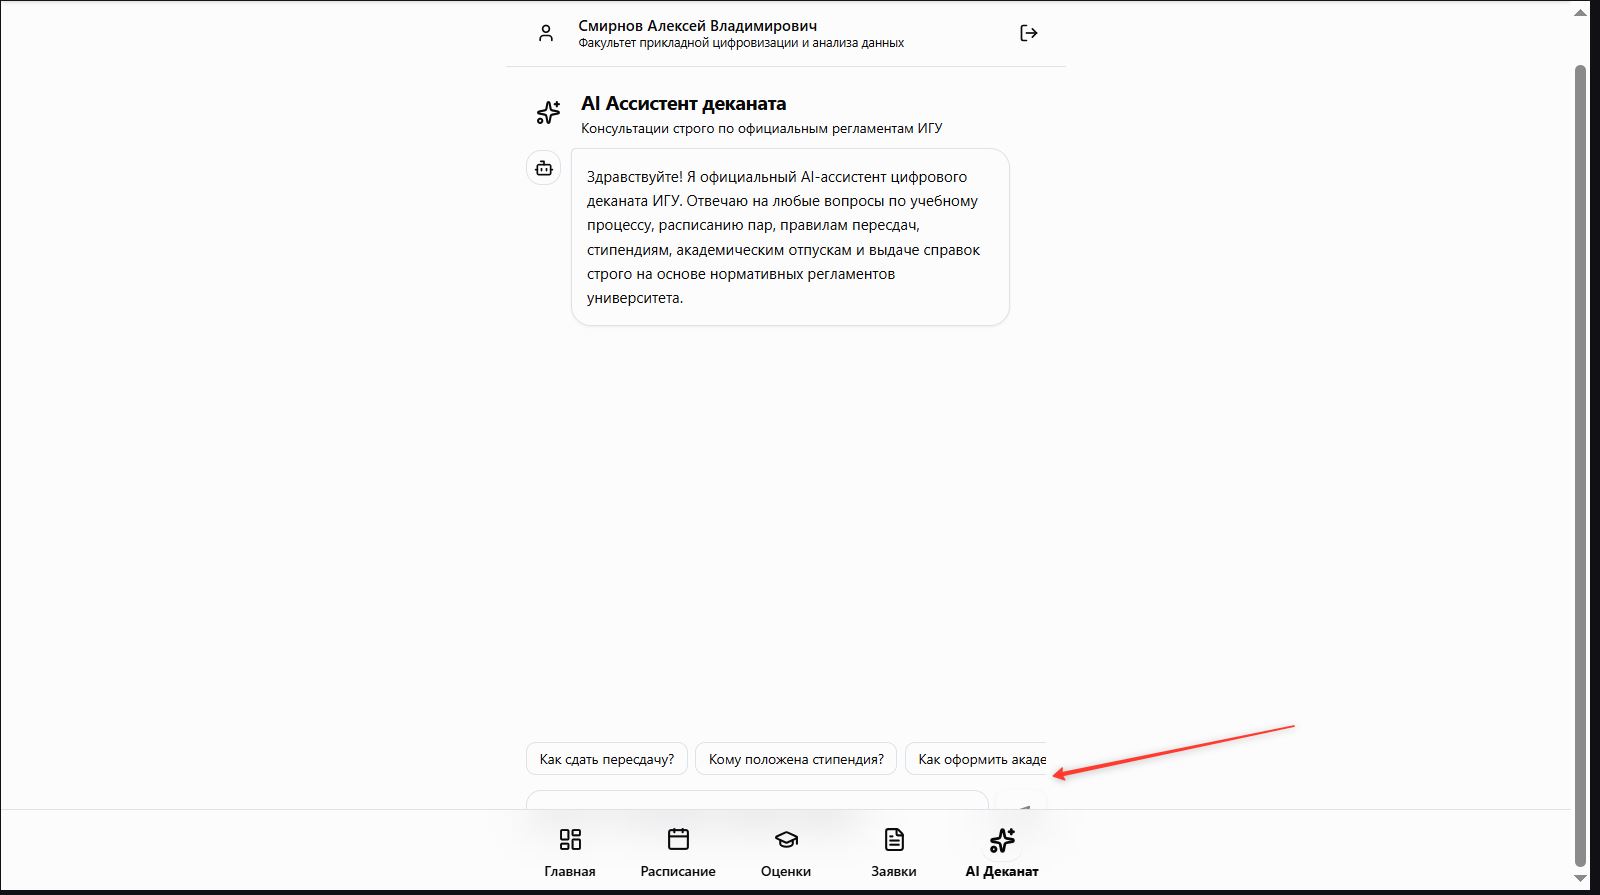 Смирнов Алексей Владимирович
Факультет прикладной цифровизации и анализа данных
AI Ассистент деканата
Консультации строго по официальным регламентам ИГУ
Здравствуйте! Я официальный AI-ассистент цифрового
деканата ИГУ. Отвечаю на любые вопросы по учебному
процессу, расписанию пар, правилам пересдач,
стипендиям, академическим отпускам и выдаче справок
строго на основе нормативных регламентов
университета.
Как сдать пересдачу?
Кому положена стипендия?
Как оформить акаде
Главная
Расписание
Оценки
Заявки
AI Деканат